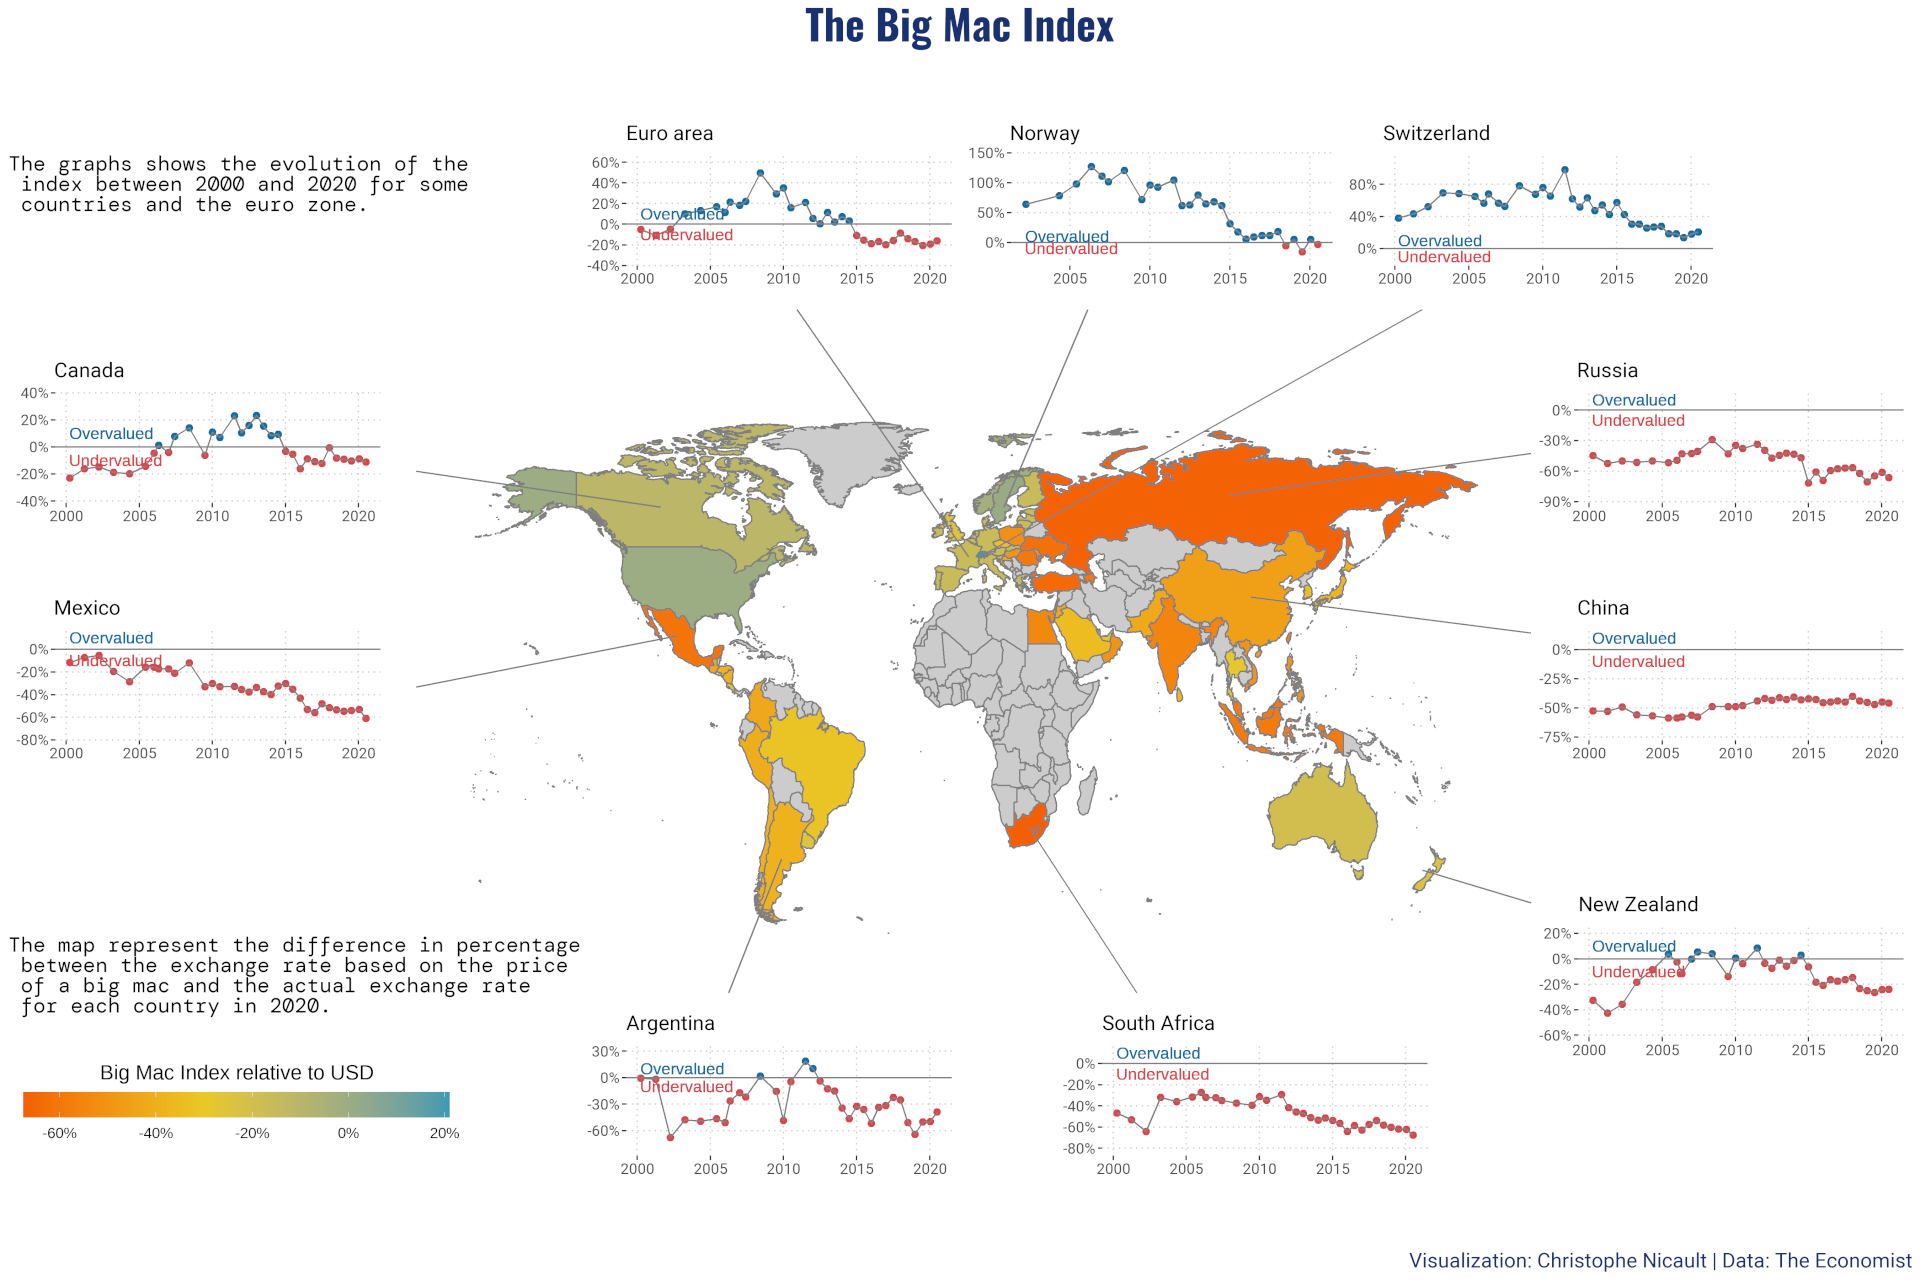 The Big Mac Index
The graphs shows the evolution of the
index between 2000 and 2020 for some
countries and the euro zone.
Euro area
60%
40%
20%
0%
-20%
-40%
Overvalued
Undervalued
2000 2005 2010 2015 2020
Norway
150%
100%
50%
0%
Overvalued
Undervalued
2005 2010 2015 2020
Switzerland
80%
40%
0%
Overvalued
Undervalued
2000 2005 2010 2015 2020
Canada
40%
20%
0%
-20%
-40%
Overvalued
Undervalued
2000 2005 2010 2015 2020
Russia
0%
-30%
-60%
-90%
Overvalued
Undervalued
2000 2005 2010 2015 2020
Mexico
0%
-20%
-40%
-60%
-80%
Overvalued
Undervalued
2000 2005 2010 2015 2020
China
0%
-25%
-50%
-75%
Overvalued
Undervalued
2000 2005 2010 2015 2020
New Zealand
20%
0%
-20%
-40%
-60%
Overvalued
Undervalued
2000 2005 2010 2015 2020
The map represent the difference in percentage
between the exchange rate based on the price
of a big mac and the actual exchange rate
for each country in 2020.
Big Mac Index relative to USD
-60% -40% -20% 0% 20%
Argentina
30%
0%
-30%
-60%
Overvalued
Undervalued
2000 2005 2010 2015 2020
South Africa
0%
-20%
-40%
-60%
-80%
Overvalued
Undervalued
2000 2005 2010 2015 2020
Visualization: Christophe Nicault | Data: The Economist